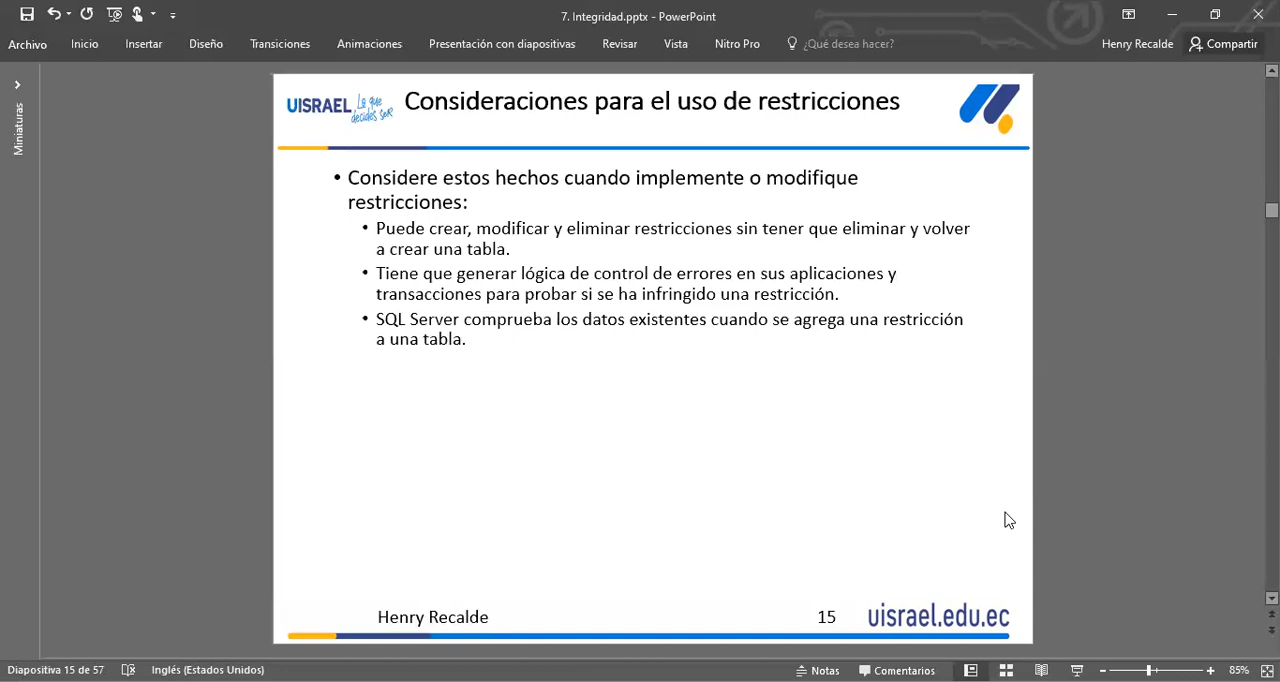 7. Integridad.pptx - PowerPoint
Archivo Inicio Insertar Diseño Transiciones Animaciones Presentación con diapositivas Revisar Vista Nitro Pro ¿Qué desea hacer? Henry Recalde Compartir
Miniaturas
UISRAEL Lo que decides ser
Consideraciones para el uso de restricciones
• Considere estos hechos cuando implemente o modifique
restricciones:
• Puede crear, modificar y eliminar restricciones sin tener que eliminar y volver
a crear una tabla.
• Tiene que generar lógica de control de errores en sus aplicaciones y
transacciones para probar si se ha infringido una restricción.
• SQL Server comprueba los datos existentes cuando se agrega una restricción
a una tabla.
Henry Recalde 15 uisrael.edu.ec
Diapositiva 15 de 57 Inglés (Estados Unidos) Notas Comentarios 85%